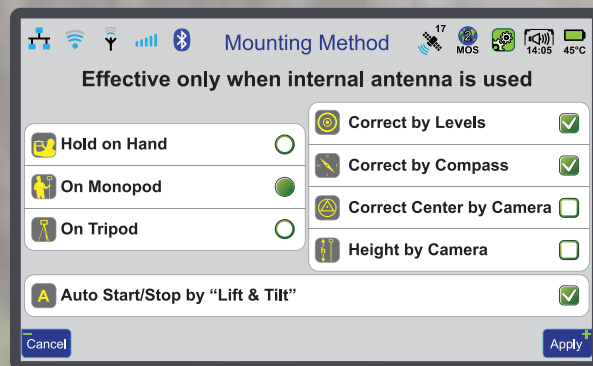 Mounting Method
17
2
MOS
14:05
45°C
Effective only when internal antenna is used
Hold on Hand
On Monopod
On Tripod
Correct by Levels
Correct by Compass
Correct Center by Camera
Height by Camera
A Auto Start/Stop by “Lift & Tilt”
Cancel
Apply